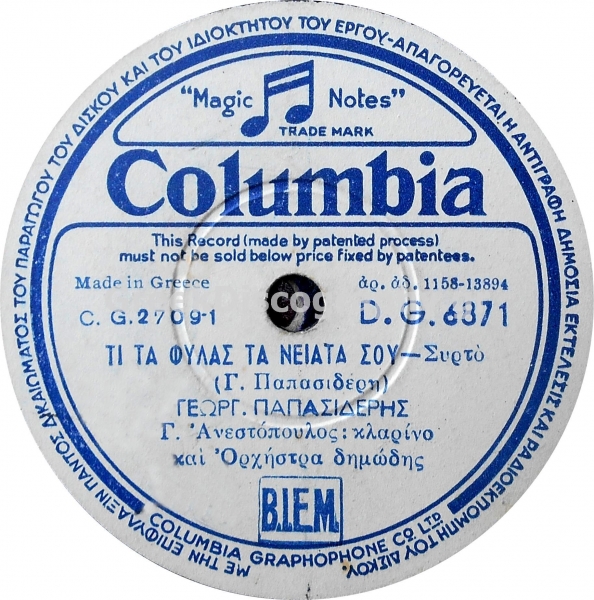 ΜΕ ΤΗΝ ΕΠΙΦΥΛΑΞΙΝ ΠΑΝΤΟΣ ΔΙΚΑΙΩΜΑΤΟΣ ΤΟΥ ΠΑΡΑΓΩΓΟΥ ΤΟΥ ΔΙΣΚΟΥ ΚΑΙ ΤΟΥ ΙΔΙΟΚΤΗΤΟΥ ΤΟΥ ΕΡΓΟΥ-ΑΠΑΓΟΡΕΥΕΤΑΙ Η ΑΝΤΙΓΡΑΦΗ ΔΗΜΟΣΙΑ ΕΚΤΕΛΕΣΙΣ ΚΑΙ ΡΑΔΙΟΕΚΠΟΜΠΗ ΤΟΥ ΔΙΣΚΟΥ
"Magic Notes"
TRADE MARK
Columbia
This Record (made by patented process)
must not be sold below price fixed by patentees.
Made in Greece ἀρ. ἀδ. 1158-13894
C. G. 2709-1 D. G. 6871
ΤΙ ΤΑ ΦΥΛΑΣ ΤΑ ΝΕΙΑΤΑ ΣΟΥ—Συρτὸ
(Γ. Παπασιδέρη)
ΓΕΩΡΓ. ΠΑΠΑΣΙΔΕΡΗΣ
Γ. Ἀνεστόπουλος: κλαρίνο
καὶ Ὀρχήστρα δημώδης
B.I.E.M.
COLUMBIA GRAPHOPHONE CO LTD